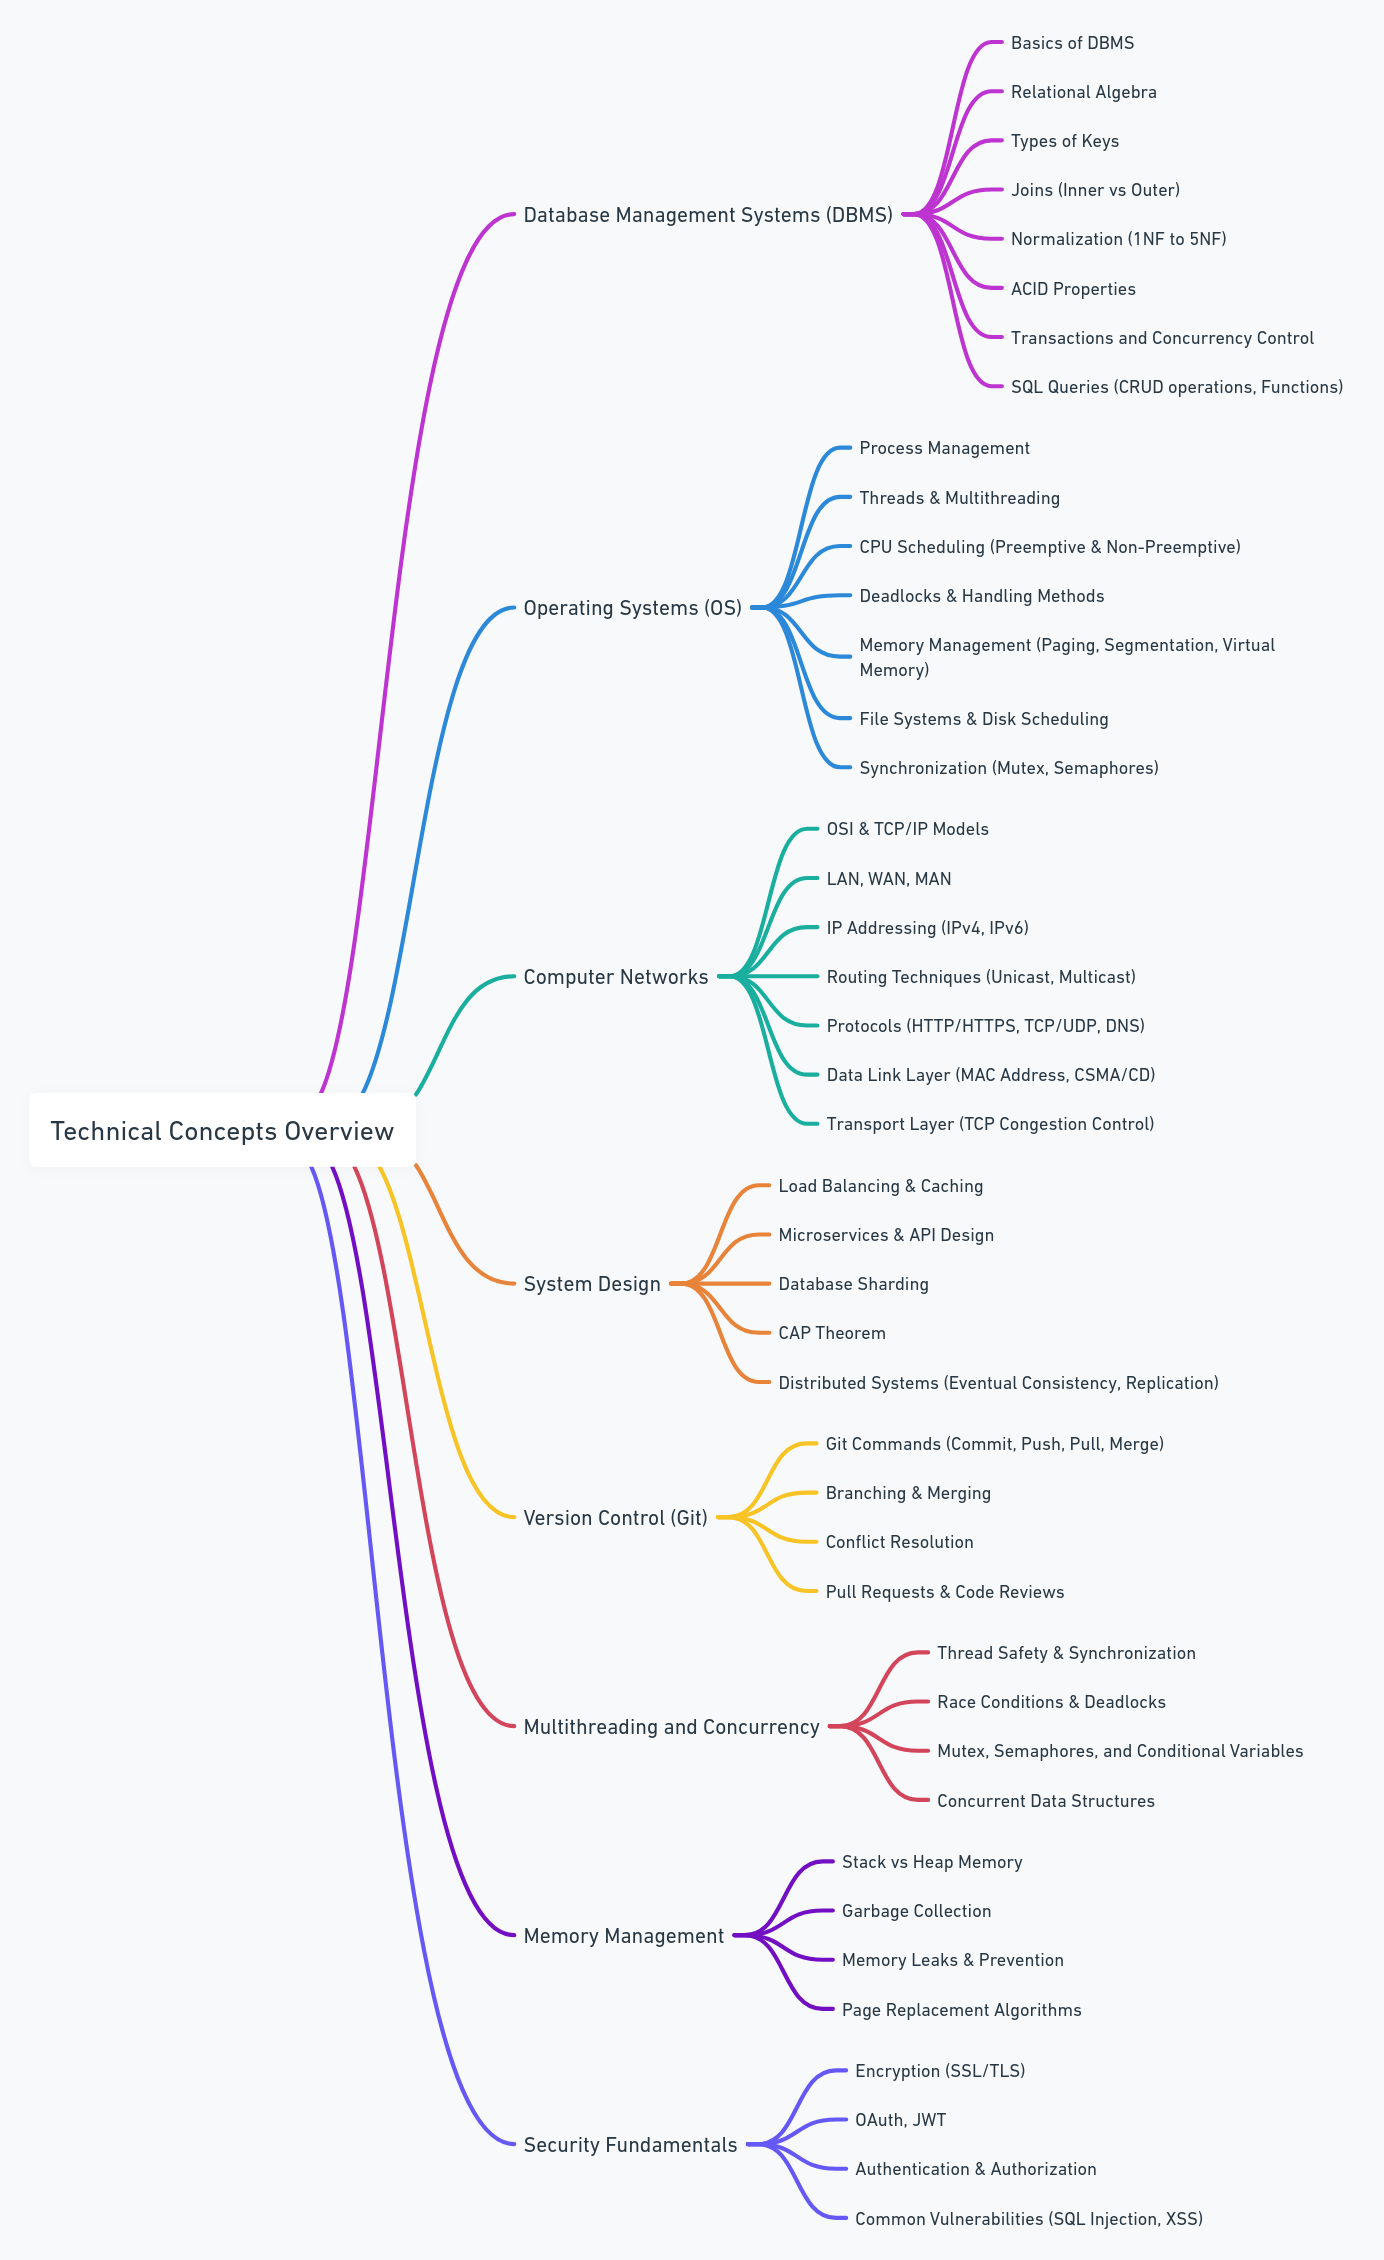 Technical Concepts Overview
Database Management Systems (DBMS)
Basics of DBMS
Relational Algebra
Types of Keys
Joins (Inner vs Outer)
Normalization (1NF to 5NF)
ACID Properties
Transactions and Concurrency Control
SQL Queries (CRUD operations, Functions)
Operating Systems (OS)
Process Management
Threads & Multithreading
CPU Scheduling (Preemptive & Non-Preemptive)
Deadlocks & Handling Methods
Memory Management (Paging, Segmentation, Virtual
Memory)
File Systems & Disk Scheduling
Synchronization (Mutex, Semaphores)
Computer Networks
OSI & TCP/IP Models
LAN, WAN, MAN
IP Addressing (IPv4, IPv6)
Routing Techniques (Unicast, Multicast)
Protocols (HTTP/HTTPS, TCP/UDP, DNS)
Data Link Layer (MAC Address, CSMA/CD)
Transport Layer (TCP Congestion Control)
System Design
Load Balancing & Caching
Microservices & API Design
Database Sharding
CAP Theorem
Distributed Systems (Eventual Consistency, Replication)
Version Control (Git)
Git Commands (Commit, Push, Pull, Merge)
Branching & Merging
Conflict Resolution
Pull Requests & Code Reviews
Multithreading and Concurrency
Thread Safety & Synchronization
Race Conditions & Deadlocks
Mutex, Semaphores, and Conditional Variables
Concurrent Data Structures
Memory Management
Stack vs Heap Memory
Garbage Collection
Memory Leaks & Prevention
Page Replacement Algorithms
Security Fundamentals
Encryption (SSL/TLS)
OAuth, JWT
Authentication & Authorization
Common Vulnerabilities (SQL Injection, XSS)